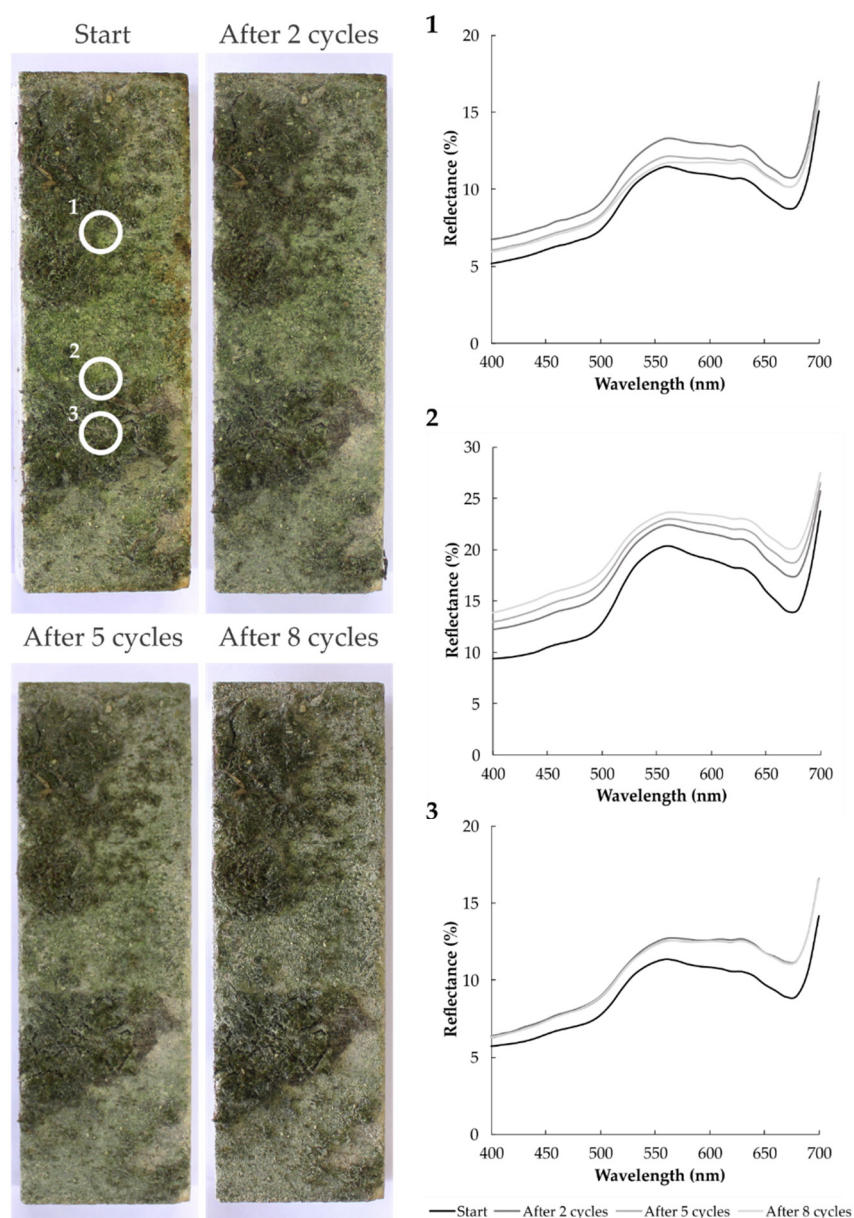 Start
After 2 cycles
1
2
3
After 5 cycles
After 8 cycles
1
20
15
10
5
0
Reflectance (%)
400 450 500 550 600 650 700
Wavelength (nm)
2
30
25
20
15
10
5
0
Reflectance (%)
400 450 500 550 600 650 700
Wavelength (nm)
3
20
15
10
5
0
Reflectance (%)
400 450 500 550 600 650 700
Wavelength (nm)
Start After 2 cycles After 5 cycles After 8 cycles